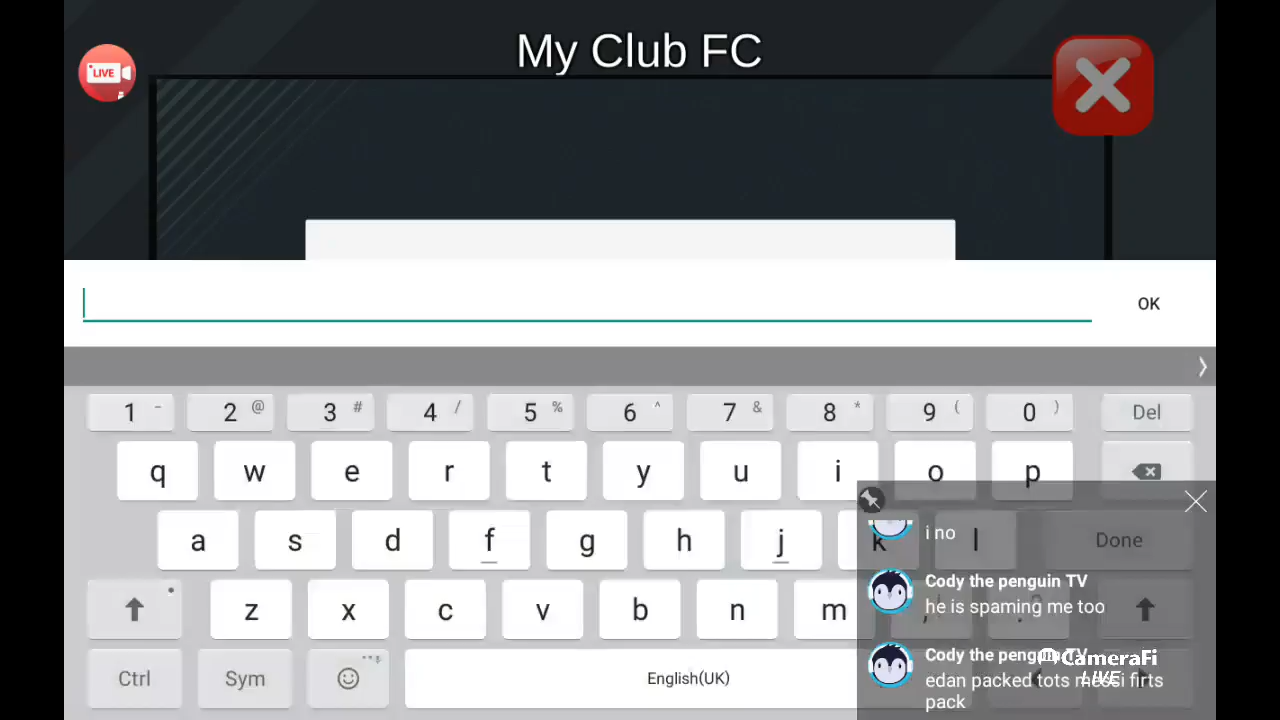 My Club FC
LIVE
OK
1 - 2 @ 3 # 4 / 5 % 6 ^ 7 & 8 * 9 ( 0 ) Del
q w e r t y u i o p
a s d f g h j k l Done
z x c v b n m
Ctrl Sym English(UK)
i no
Cody the penguin TV
he is spaming me too
Cody the penguin TV
edan packed tots messi firts
pack
CameraFi
LIVE